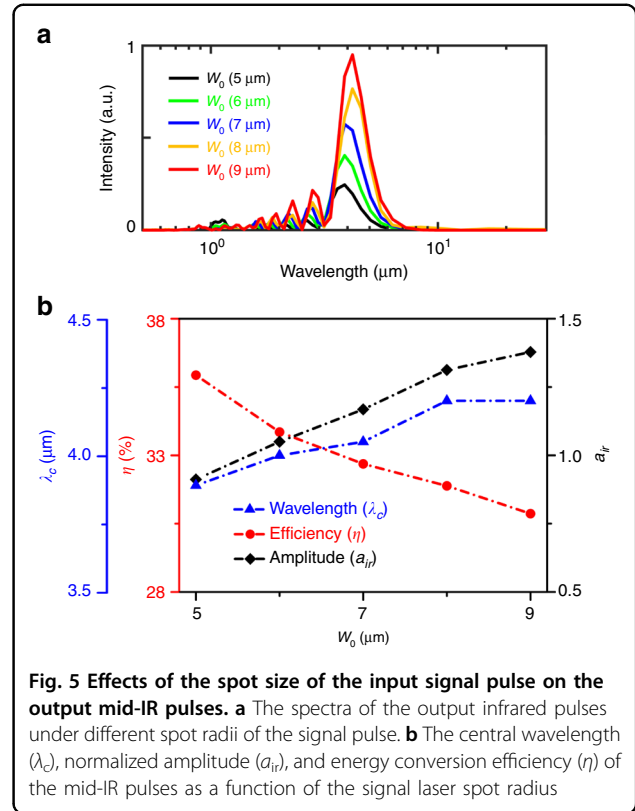 a
1
Intensity (a.u.)
0
W₀ (5 μm)
W₀ (6 μm)
W₀ (7 μm)
W₀ (8 μm)
W₀ (9 μm)
10⁰
10¹
Wavelength (μm)
b
4.5
4.0
3.5
λc (μm)
38
33
28
η (%)
1.5
1.0
0.5
air
Wavelength (λc)
Efficiency (η)
Amplitude (air)
5
6
7
8
9
W₀ (μm)
Fig. 5 Effects of the spot size of the input signal pulse on the
output mid-IR pulses. a The spectra of the output infrared pulses
under different spot radii of the signal pulse. b The central wavelength
(λc), normalized amplitude (air), and energy conversion efficiency (η) of
the mid-IR pulses as a function of the signal laser spot radius